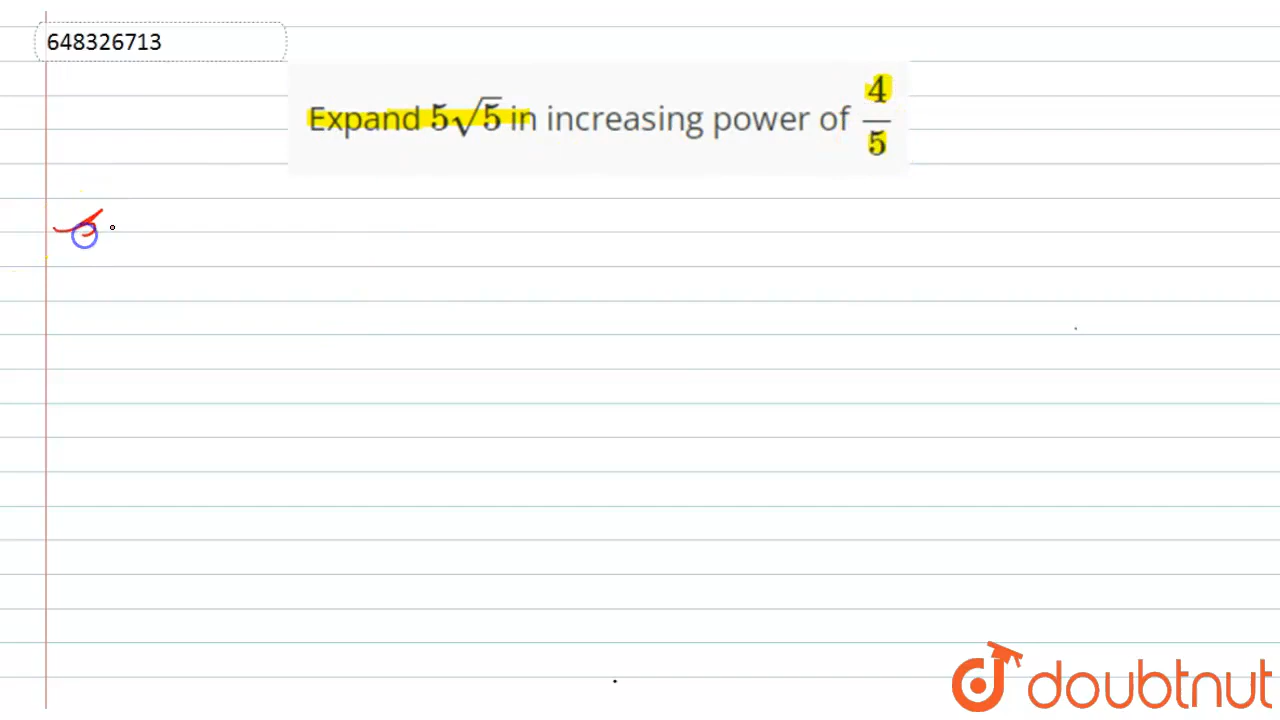 648326713
Expand 5√5 in increasing power of 4/5
doubtnut